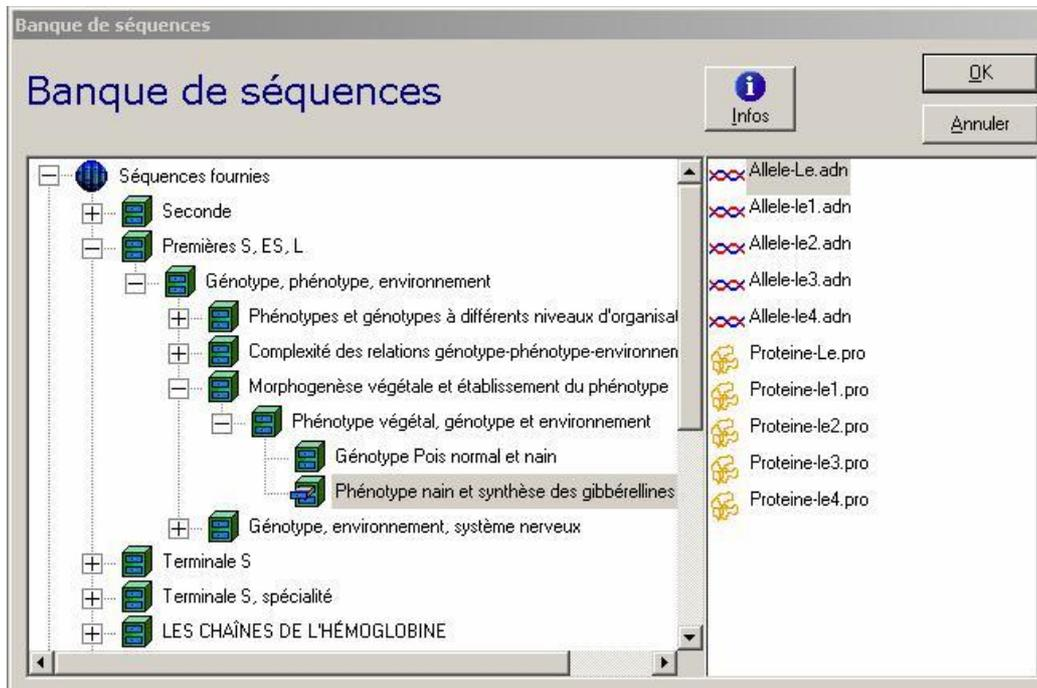 Banque de séquences
Banque de séquences
Infos
OK
Annuler
Séquences fournies
Seconde
Premières S, ES, L
Génotype, phénotype, environnement
Phénotypes et génotypes à différents niveaux d'organisa
Complexité des relations génotype-phénotype-environnen
Morphogenèse végétale et établissement du phénotype
Phénotype végétal, génotype et environnement
Génotype Pois normal et nain
Phénotype nain et synthèse des gibbérellines
Génotype, environnement, système nerveux
Terminale S
Terminale S, spécialité
LES CHAÎNES DE L'HÉMOGLOBINE
Allele-Le.adn
Allele-le1.adn
Allele-le2.adn
Allele-le3.adn
Allele-le4.adn
Proteine-Le.pro
Proteine-le1.pro
Proteine-le2.pro
Proteine-le3.pro
Proteine-le4.pro